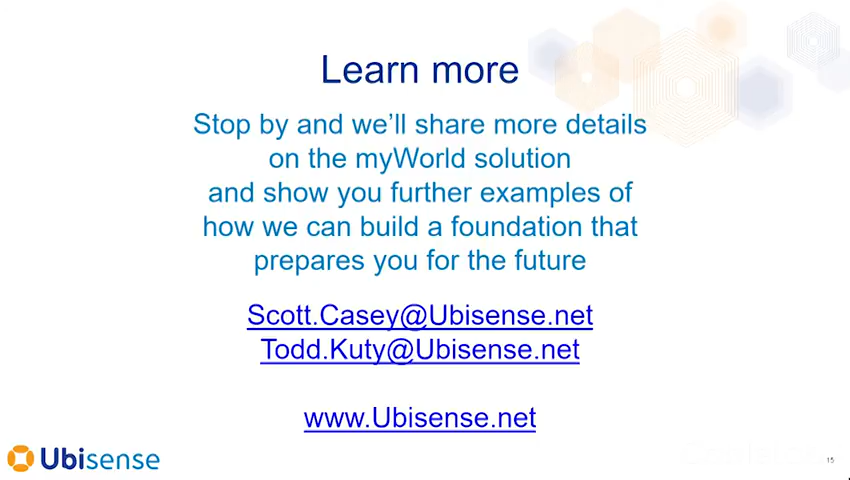 Learn more
Stop by and we'll share more details
on the myWorld solution
and show you further examples of
how we can build a foundation that
prepares you for the future
Scott.Casey@Ubisense.net
Todd.Kuty@Ubisense.net
www.Ubisense.net
Ubisense
15